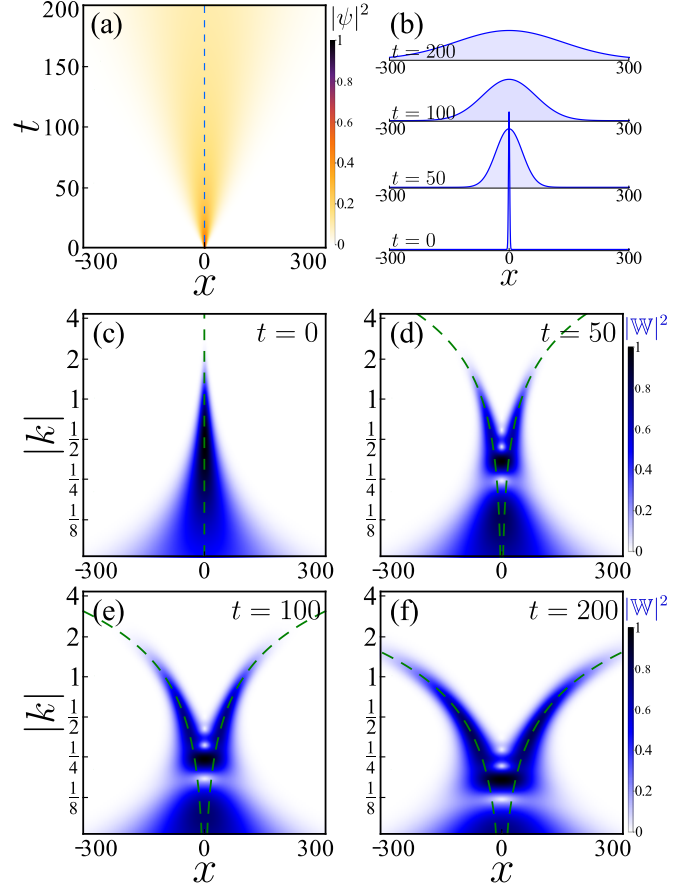 (a)
200
150
100
50
0
t
-300
0
300
x
|ψ|²
1
0.8
0.6
0.4
0.2
0
(b)
t = 200
-300
300
t = 100
-300
300
t = 50
-300
300
t = 0
-300
0
300
x
(c)
t = 0
4
2
1
1/2
1/4
1/8
|k|
-300
0
300
(d)
t = 50
4
2
1
1/2
1/4
1/8
-300
0
300
|𝕎|²
1
0.8
0.6
0.4
0.2
0
(e)
t = 100
4
2
1
1/2
1/4
1/8
|k|
-300
0
300
x
(f)
t = 200
4
2
1
1/2
1/4
1/8
-300
0
300
x
|𝕎|²
1
0.8
0.6
0.4
0.2
0